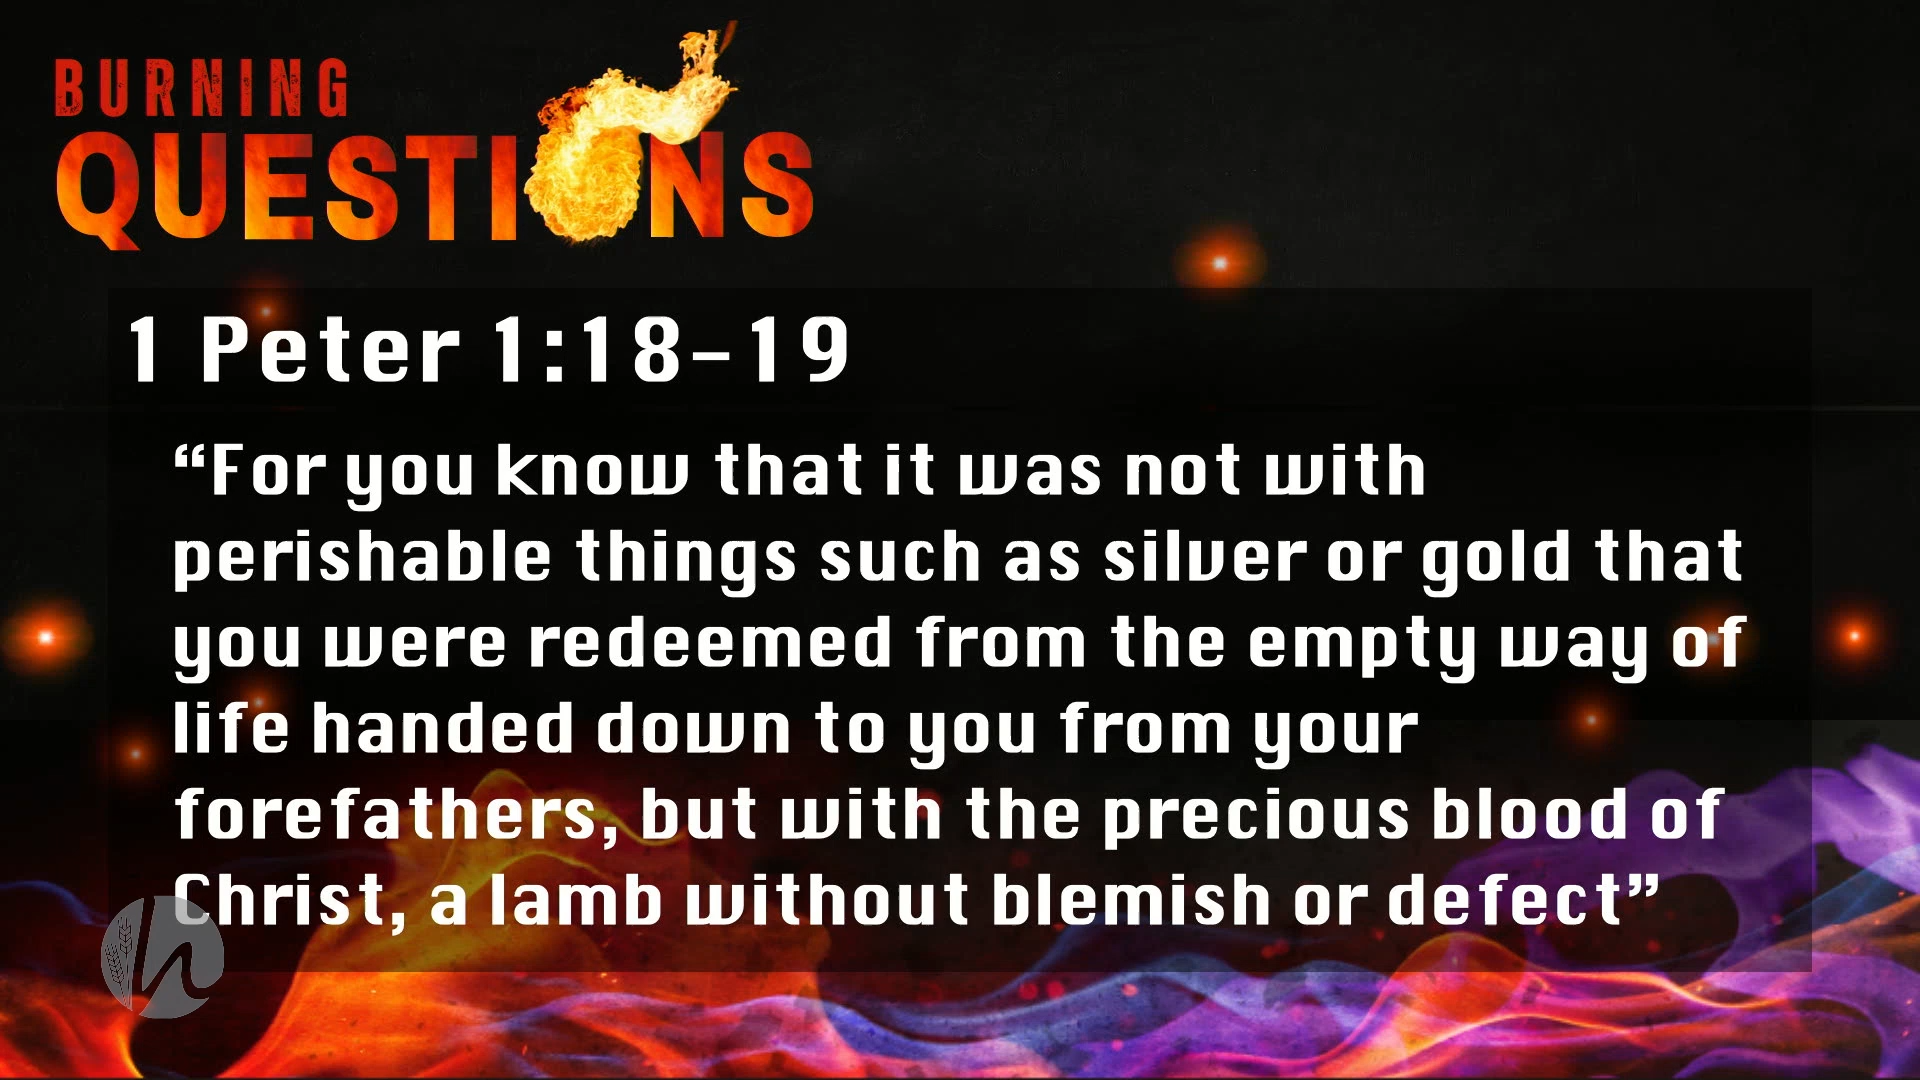 BURNING
QUESTIONS
1 Peter 1:18-19
“For you know that it was not with
perishable things such as silver or gold that
you were redeemed from the empty way of
life handed down to you from your
forefathers, but with the precious blood of
Christ, a lamb without blemish or defect”
h